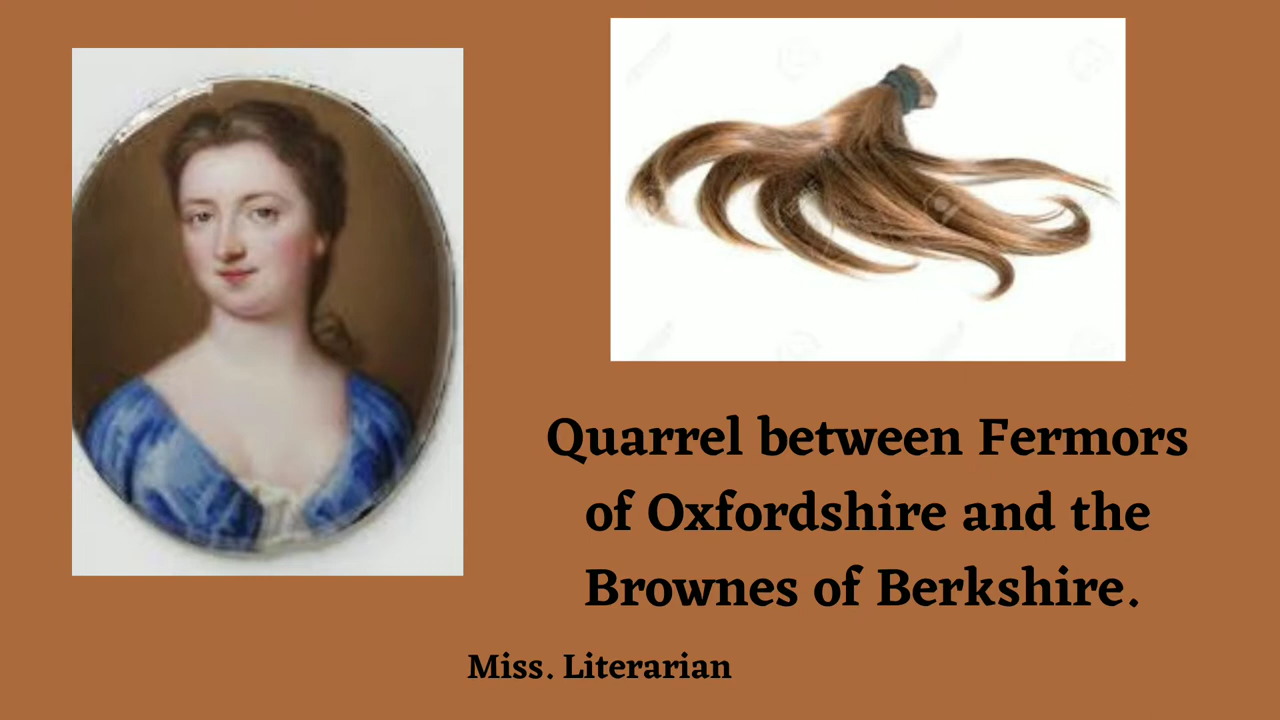 Quarrel between Fermors
of Oxfordshire and the
Brownes of Berkshire.
Miss. Literarian